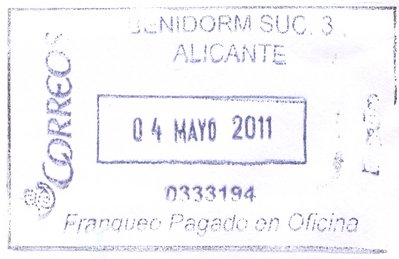 BENIDORM SUC. 3
ALICANTE
CORREOS
04 MAYO 2011
0333194
Franqueo Pagado en Oficina